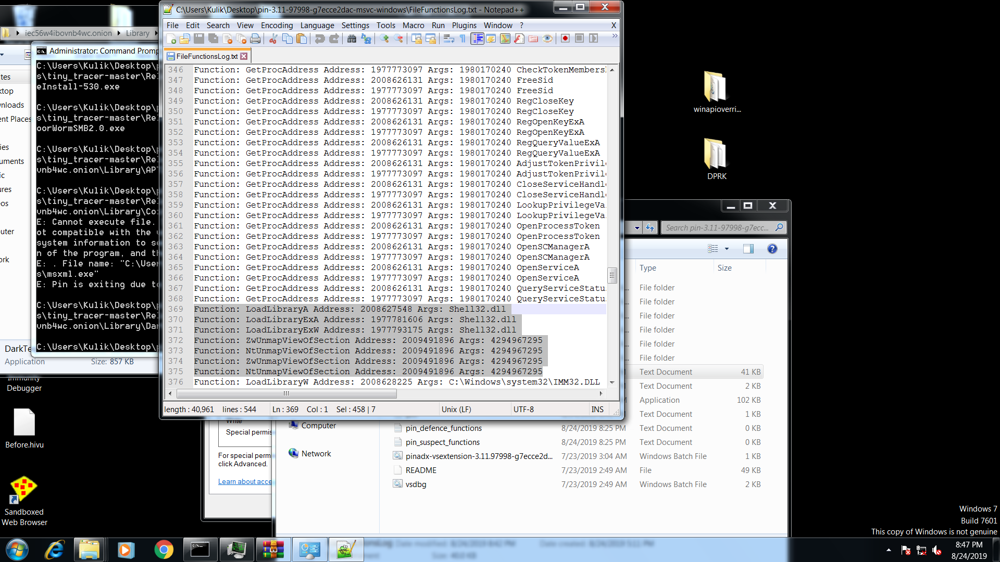 C:\Users\Kulik\Desktop\pin-3.11-97998-g7ecce2dac-msvc-windows\FileFunctionsLog.txt - Notepad++
File Edit Search View Encoding Language Settings Tools Macro Run Plugins Window ? X
FileFunctionsLog.txt
346 Function: GetProcAddress Address: 1977773097 Args: 1980170240 CheckTokenMembers
347 Function: GetProcAddress Address: 2008626131 Args: 1980170240 FreeSid
348 Function: GetProcAddress Address: 1977773097 Args: 1980170240 FreeSid
349 Function: GetProcAddress Address: 2008626131 Args: 1980170240 RegCloseKey
350 Function: GetProcAddress Address: 1977773097 Args: 1980170240 RegCloseKey
351 Function: GetProcAddress Address: 2008626131 Args: 1980170240 RegOpenKeyExA
352 Function: GetProcAddress Address: 1977773097 Args: 1980170240 RegOpenKeyExA
353 Function: GetProcAddress Address: 2008626131 Args: 1980170240 RegQueryValueExA
354 Function: GetProcAddress Address: 1977773097 Args: 1980170240 RegQueryValueExA
355 Function: GetProcAddress Address: 2008626131 Args: 1980170240 AdjustTokenPrivil
356 Function: GetProcAddress Address: 1977773097 Args: 1980170240 AdjustTokenPrivil
357 Function: GetProcAddress Address: 2008626131 Args: 1980170240 CloseServiceHandl
358 Function: GetProcAddress Address: 1977773097 Args: 1980170240 CloseServiceHandl
359 Function: GetProcAddress Address: 2008626131 Args: 1980170240 LookupPrivilegeVa
360 Function: GetProcAddress Address: 1977773097 Args: 1980170240 LookupPrivilegeVa
361 Function: GetProcAddress Address: 2008626131 Args: 1980170240 OpenProcessToken
362 Function: GetProcAddress Address: 1977773097 Args: 1980170240 OpenProcessToken
363 Function: GetProcAddress Address: 2008626131 Args: 1980170240 OpenSCManagerA
364 Function: GetProcAddress Address: 1977773097 Args: 1980170240 OpenSCManagerA
365 Function: GetProcAddress Address: 2008626131 Args: 1980170240 OpenServiceA
366 Function: GetProcAddress Address: 1977773097 Args: 1980170240 OpenServiceA
367 Function: GetProcAddress Address: 2008626131 Args: 1980170240 QueryServiceStatu
368 Function: GetProcAddress Address: 1977773097 Args: 1980170240 QueryServiceStatu
369 Function: LoadLibraryA Address: 2008627548 Args: Shell32.dll
370 Function: LoadLibraryExA Address: 1977781606 Args: Shell32.dll
371 Function: LoadLibraryExW Address: 1977793175 Args: Shell32.dll
372 Function: ZwUnmapViewOfSection Address: 2009491896 Args: 4294967295
373 Function: NtUnmapViewOfSection Address: 2009491896 Args: 4294967295
374 Function: ZwUnmapViewOfSection Address: 2009491896 Args: 4294967295
375 Function: NtUnmapViewOfSection Address: 2009491896 Args: 4294967295
376 Function: LoadLibraryW Address: 2008628225 Args: C:\Windows\system32\IMM32.DLL
length : 40,961 lines : 544 Ln : 369 Col : 1 Sel : 458 | 7 Unix (LF) UTF-8 INS
iec56w4ibovnb4wc.onion Library
Administrator: Command Promp
C:\Users\Kulik\Desktop\p
s\tiny_tracer-master\Rel
eInstall-530.exe
C:\Users\Kulik\Desktop\p
s\tiny_tracer-master\Rel
oorWormSMB2.0.exe
C:\Users\Kulik\Desktop\p
s\tiny_tracer-master\Rel
vnb4wc.onion\Library\APT
C:\Users\Kulik\Desktop\p
s\tiny_tracer-master\Rel
vnb4wc.onion\Library\Co
E: Cannot execute file.
ot compatible with the v
system information to se
n of the program, and th
E: . File name: "C:\User
s\msxml.exe"
E: Pin is exiting due to
C:\Users\Kulik\Desktop\p
s\tiny_tracer-master\Rel
vnb4wc.onion\Library\Dar
C:\Users\Kulik\Desktop\p
tes
ktop
wnloads
ent Places
ies
uments
ic
ures
eos
puter
ork
DarkTe
Application Size: 857 KB
Immunity
Debugger
Before.hivu
Sandboxed
Web Browser
winapioverri...
DPRK
Search pin-3.11-97998-g7ecc...
Type Size
File folder
File folder
File folder
File folder
File folder
File folder
Text Document 41 KB
Text Document 2 KB
Application 102 KB
Text Document 1 KB
pin_defence_functions 8/24/2019 8:25 PM Text Document 0 KB
pin_suspect_functions 8/24/2019 8:25 PM Text Document 0 KB
pinadx-vsextension-3.11.97998-g7ecce2d... 7/23/2019 3:04 AM Windows Batch File 1 KB
README 7/23/2019 2:49 AM File 49 KB
vsdbg 7/23/2019 2:49 AM Windows Batch File 2 KB
Computer
Network
Write
Special permis
For special perm
click Advanced.
Learn about acce
Windows 7
Build 7601
This copy of Windows is not genuine
8:47 PM
8/24/2019